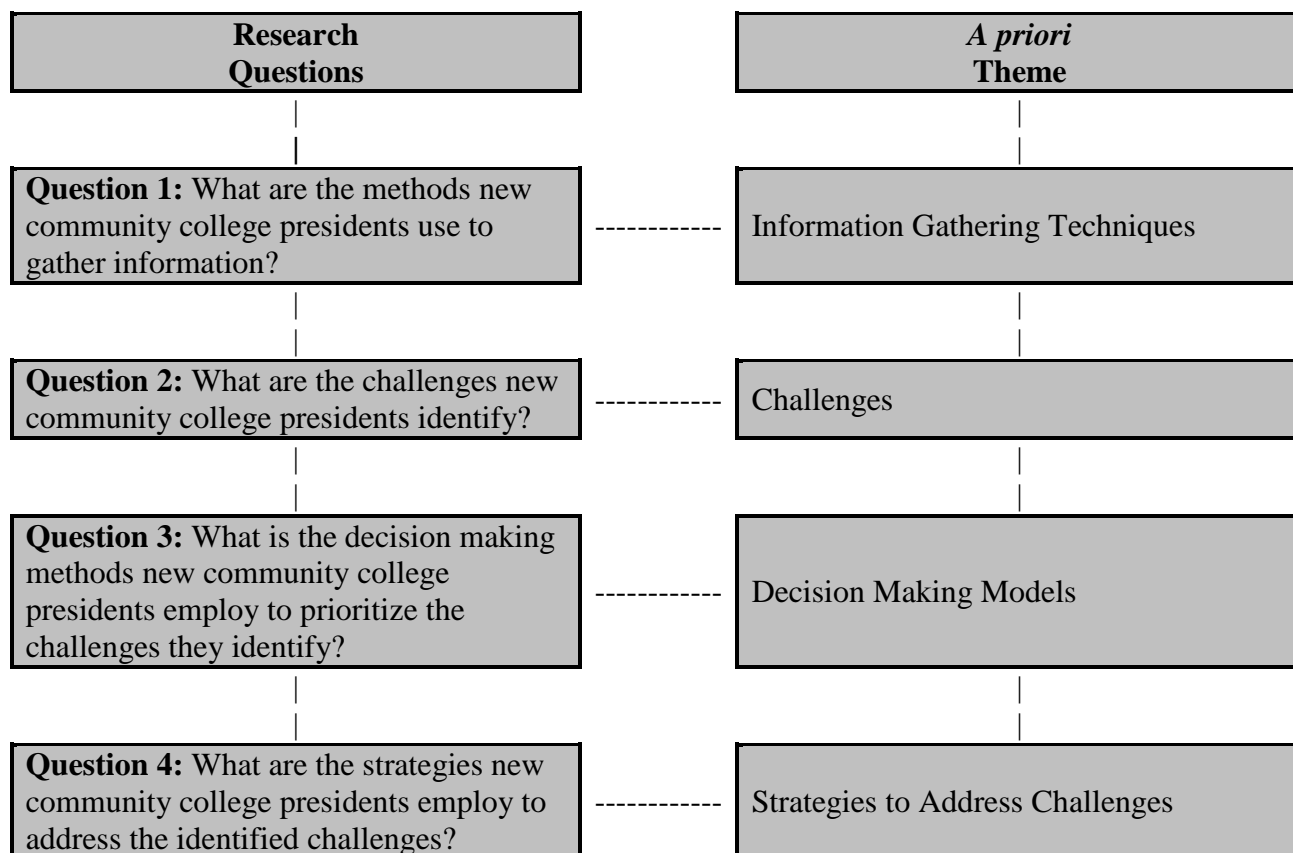 Research
Questions
A priori
Theme
Question 1: What are the methods new
community college presidents use to
gather information?
Information Gathering Techniques
Question 2: What are the challenges new
community college presidents identify?
Challenges
Question 3: What is the decision making
methods new community college
presidents employ to prioritize the
challenges they identify?
Decision Making Models
Question 4: What are the strategies new
community college presidents employ to
address the identified challenges?
Strategies to Address Challenges